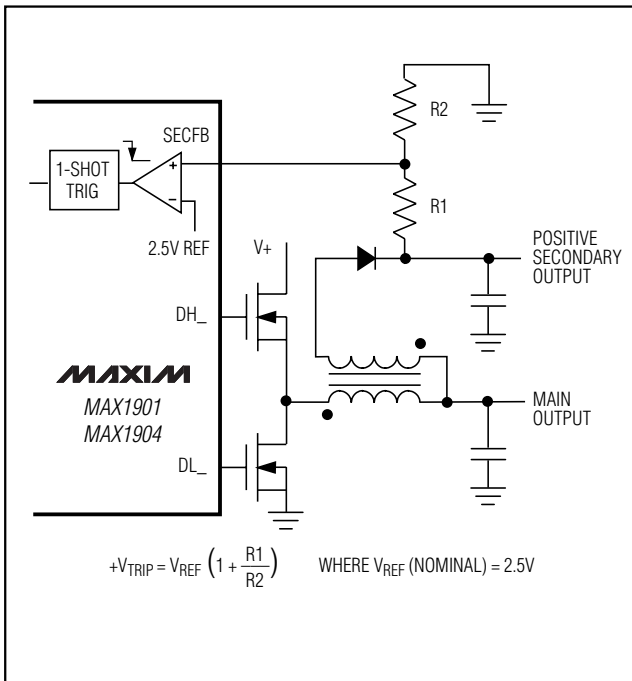 R2
SECFB
1-SHOT
TRIG
+
−
R1
2.5V REF
V+
POSITIVE
SECONDARY
OUTPUT
DH_
MAXIM
MAX1901
MAX1904
MAIN
OUTPUT
DL_
+VTRIP = VREF (1 + R1/R2) WHERE VREF (NOMINAL) = 2.5V